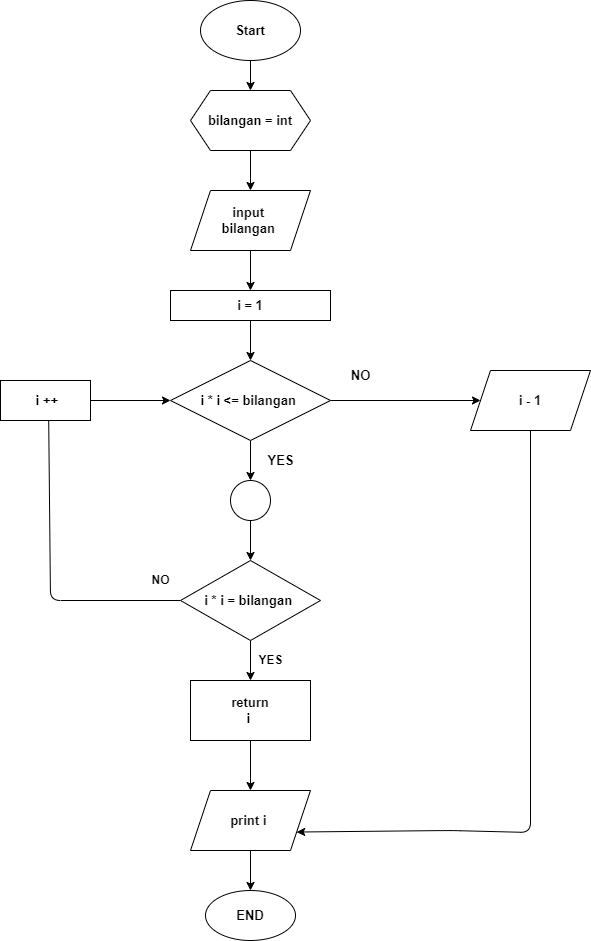 Start
bilangan = int
input
bilangan
i = 1
NO
i ++
i * i <= bilangan
i - 1
YES
NO
i * i = bilangan
YES
return
i
print i
END